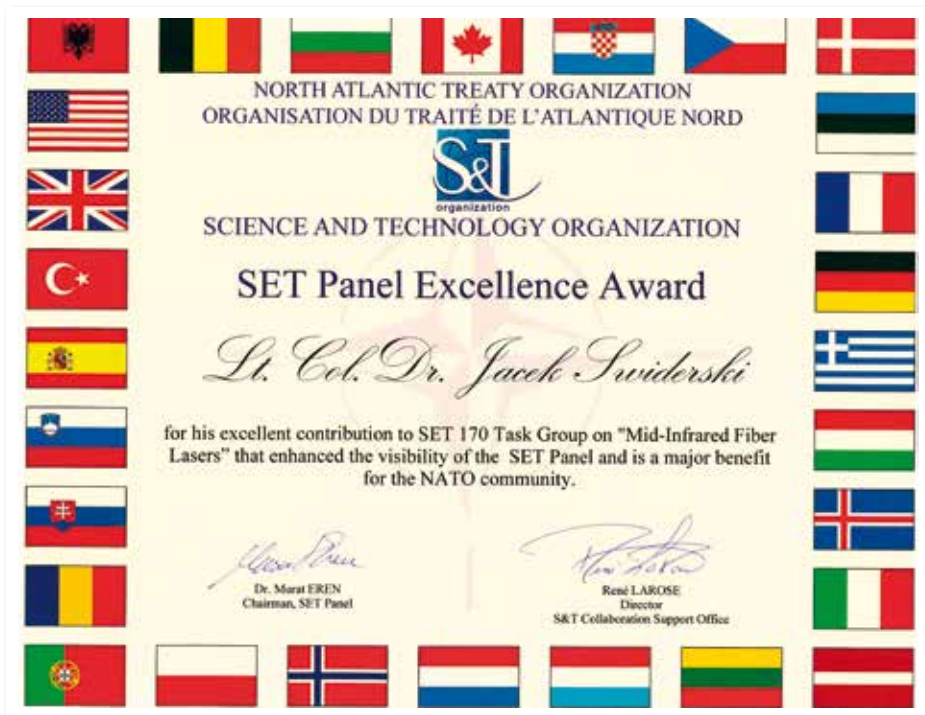 NORTH ATLANTIC TREATY ORGANIZATION
ORGANISATION DU TRAITÉ DE L'ATLANTIQUE NORD
S&T
organization
SCIENCE AND TECHNOLOGY ORGANIZATION
SET Panel Excellence Award
Lt. Col. Dr. Jacek Swiderski
for his excellent contribution to SET 170 Task Group on "Mid-Infrared Fiber
Lasers" that enhanced the visibility of the SET Panel and is a major benefit
for the NATO community.
Dr. Murat EREN
Chairman, SET Panel
René LAROSE
Director
S&T Collaboration Support Office